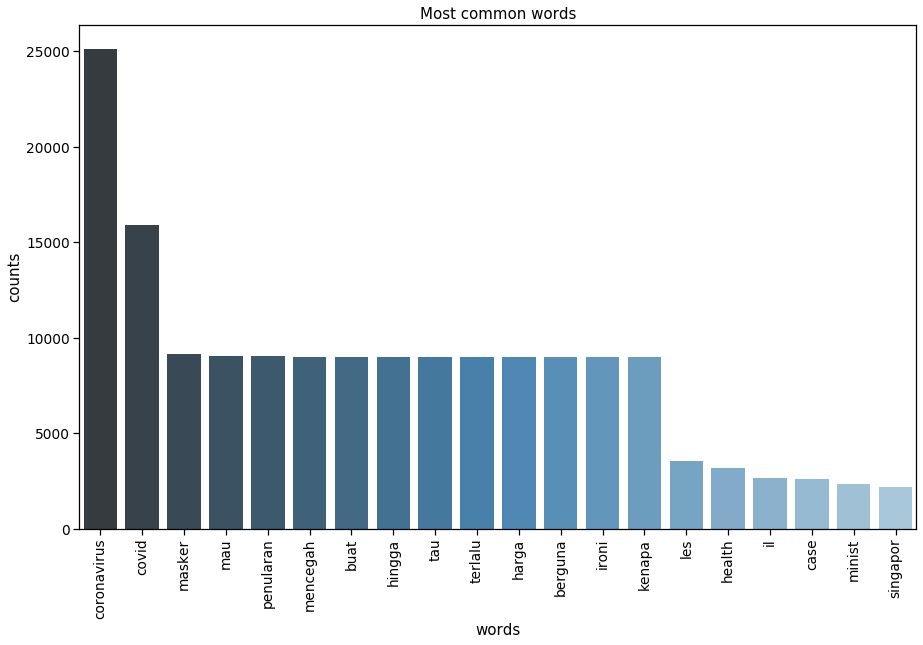 Most common words
counts
25000
20000
15000
10000
5000
0
coronavirus
covid
masker
mau
penularan
mencegah
buat
hingga
tau
terlalu
harga
berguna
ironi
kenapa
les
health
il
case
minist
singapor
words